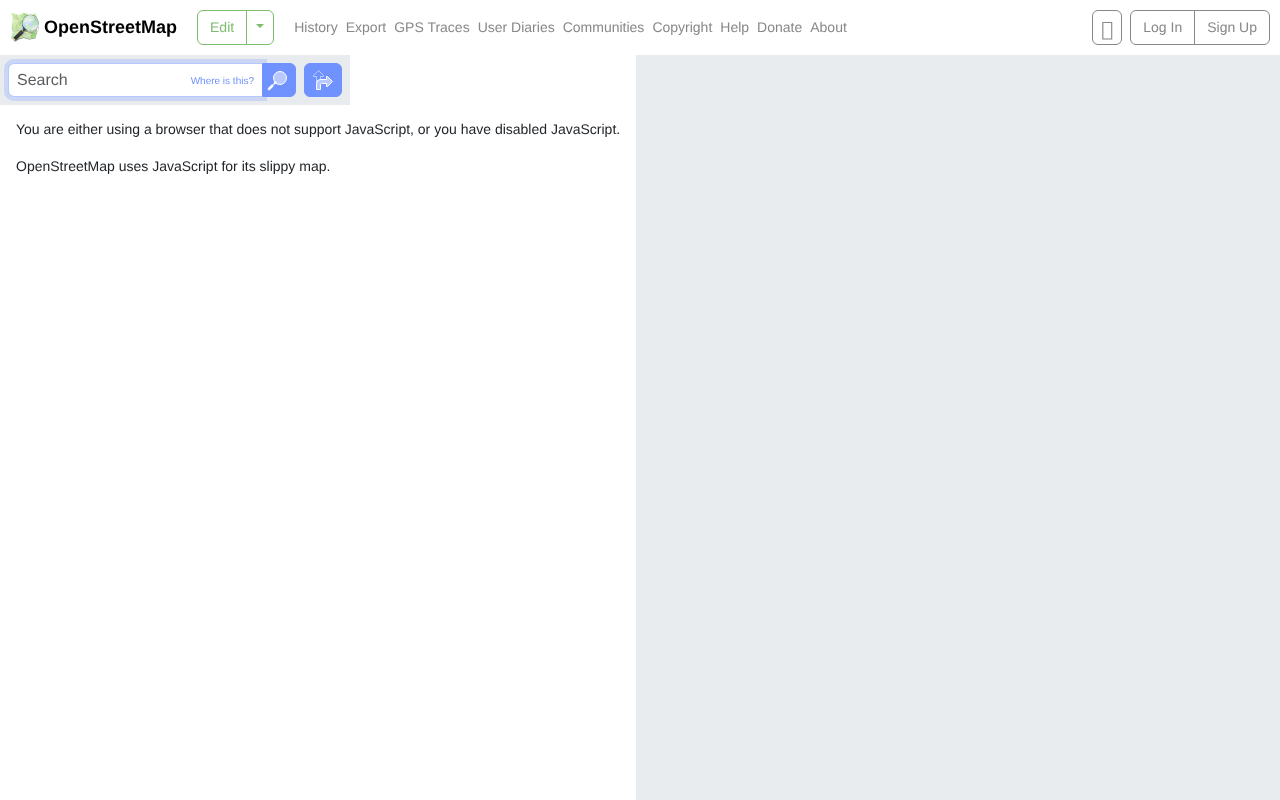 OpenStreetMap Edit History Export GPS Traces User Diaries Communities Copyright Help Donate About Log In Sign Up
Search Where is this?
You are either using a browser that does not support JavaScript, or you have disabled JavaScript.
OpenStreetMap uses JavaScript for its slippy map.